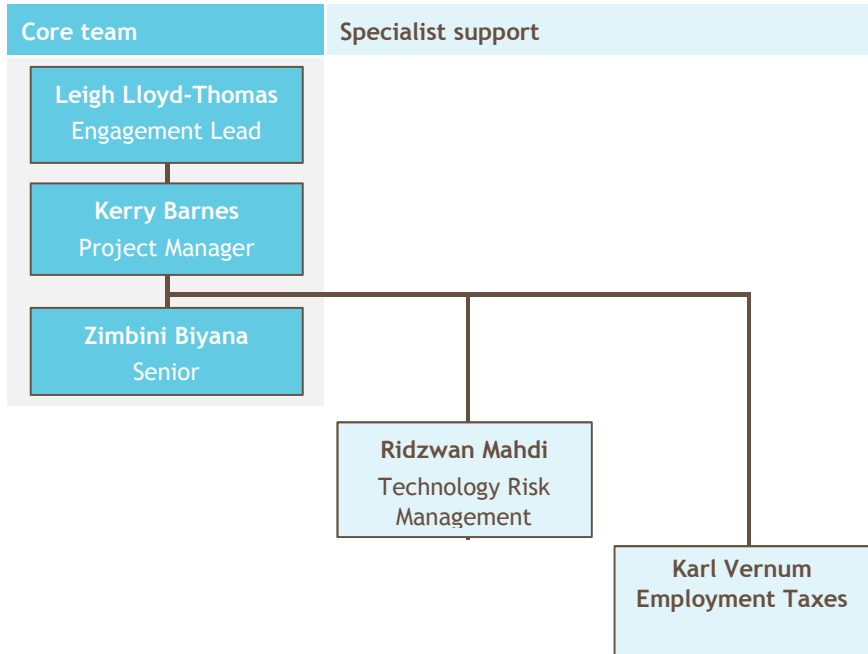 Core team
Specialist support
Leigh Lloyd-Thomas
Engagement Lead
Kerry Barnes
Project Manager
Zimbini Biyana
Senior
Ridzwan Mahdi
Technology Risk
Management
Karl Vernum
Employment Taxes